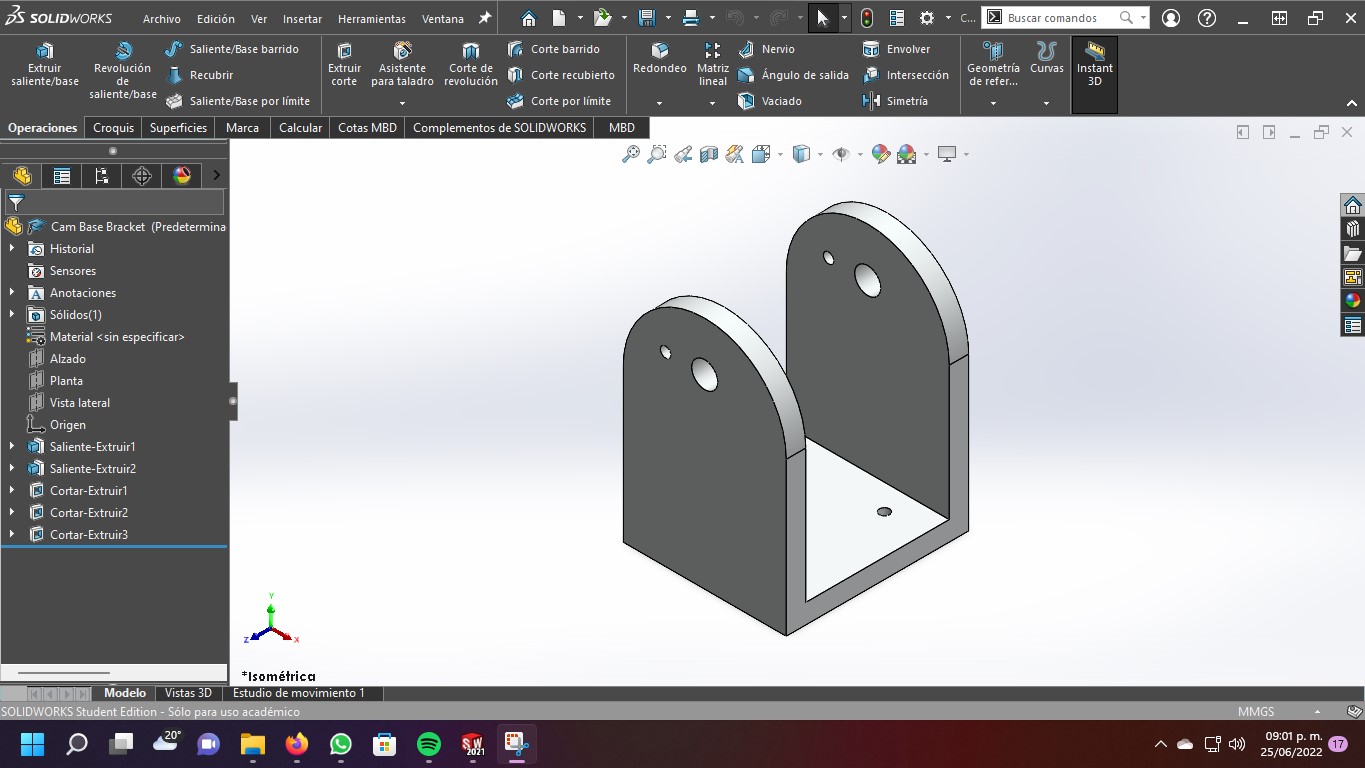 SOLIDWORKS Archivo Edición Ver Insertar Herramientas Ventana C... Buscar comandos
Extruir saliente/base
Revolución de saliente/base
Saliente/Base barrido
Recubrir
Saliente/Base por límite
Extruir corte
Asistente para taladro
Corte de revolución
Corte barrido
Corte recubierto
Corte por límite
Redondeo
Matriz lineal
Nervio
Ángulo de salida
Vaciado
Envolver
Intersección
Simetría
Geometría de refer...
Curvas
Instant 3D
Operaciones Croquis Superficies Marca Calcular Cotas MBD Complementos de SOLIDWORKS MBD
Cam Base Bracket (Predetermina
Historial
Sensores
A Anotaciones
Sólidos(1)
Material <sin especificar>
Alzado
Planta
Vista lateral
Origen
Saliente-Extruir1
Saliente-Extruir2
Cortar-Extruir1
Cortar-Extruir2
Cortar-Extruir3
Y
Z X
*Isométrica
Modelo Vistas 3D Estudio de movimiento 1
SOLIDWORKS Student Edition - Sólo para uso académico MMGS
20° SW 2021 09:01 p. m.
25/06/2022 17